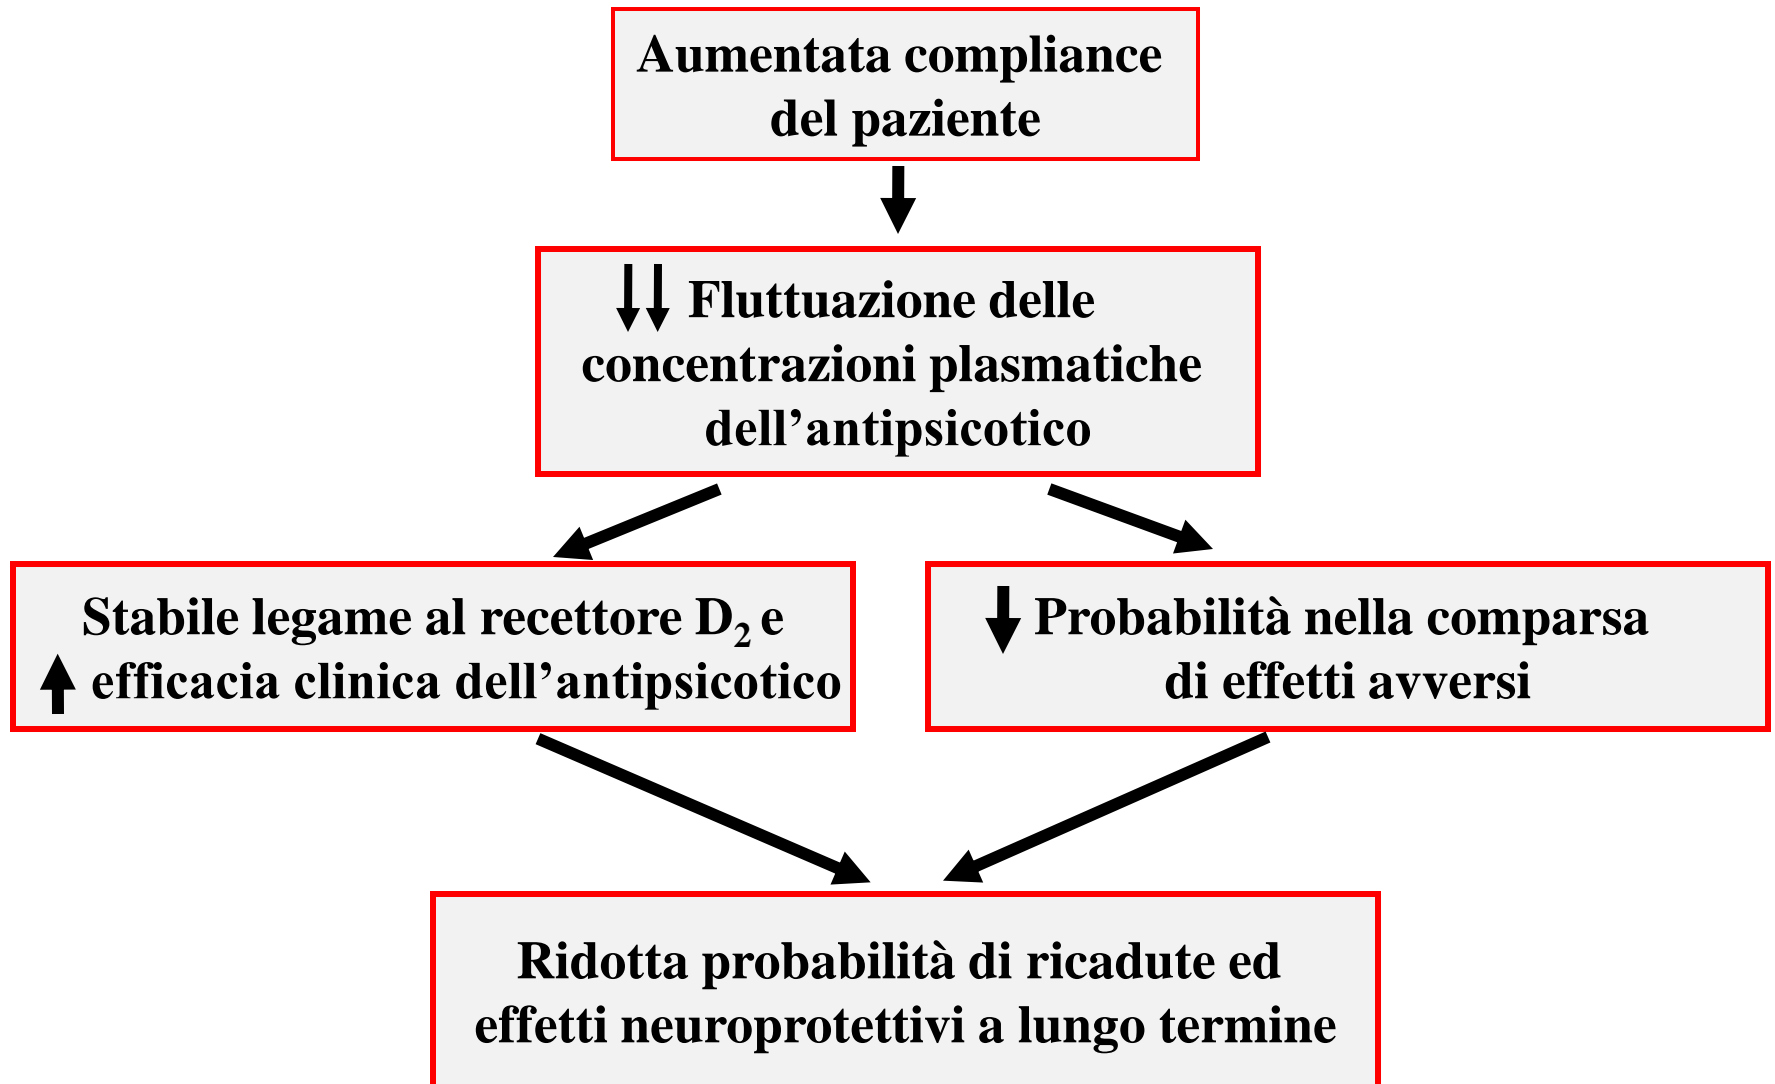 Aumentata compliance
del paziente
Fluttuazione delle
concentrazioni plasmatiche
dell’antipsicotico
Stabile legame al recettore D₂ e
efficacia clinica dell’antipsicotico
Probabilità nella comparsa
di effetti avversi
Ridotta probabilità di ricadute ed
effetti neuroprotettivi a lungo termine